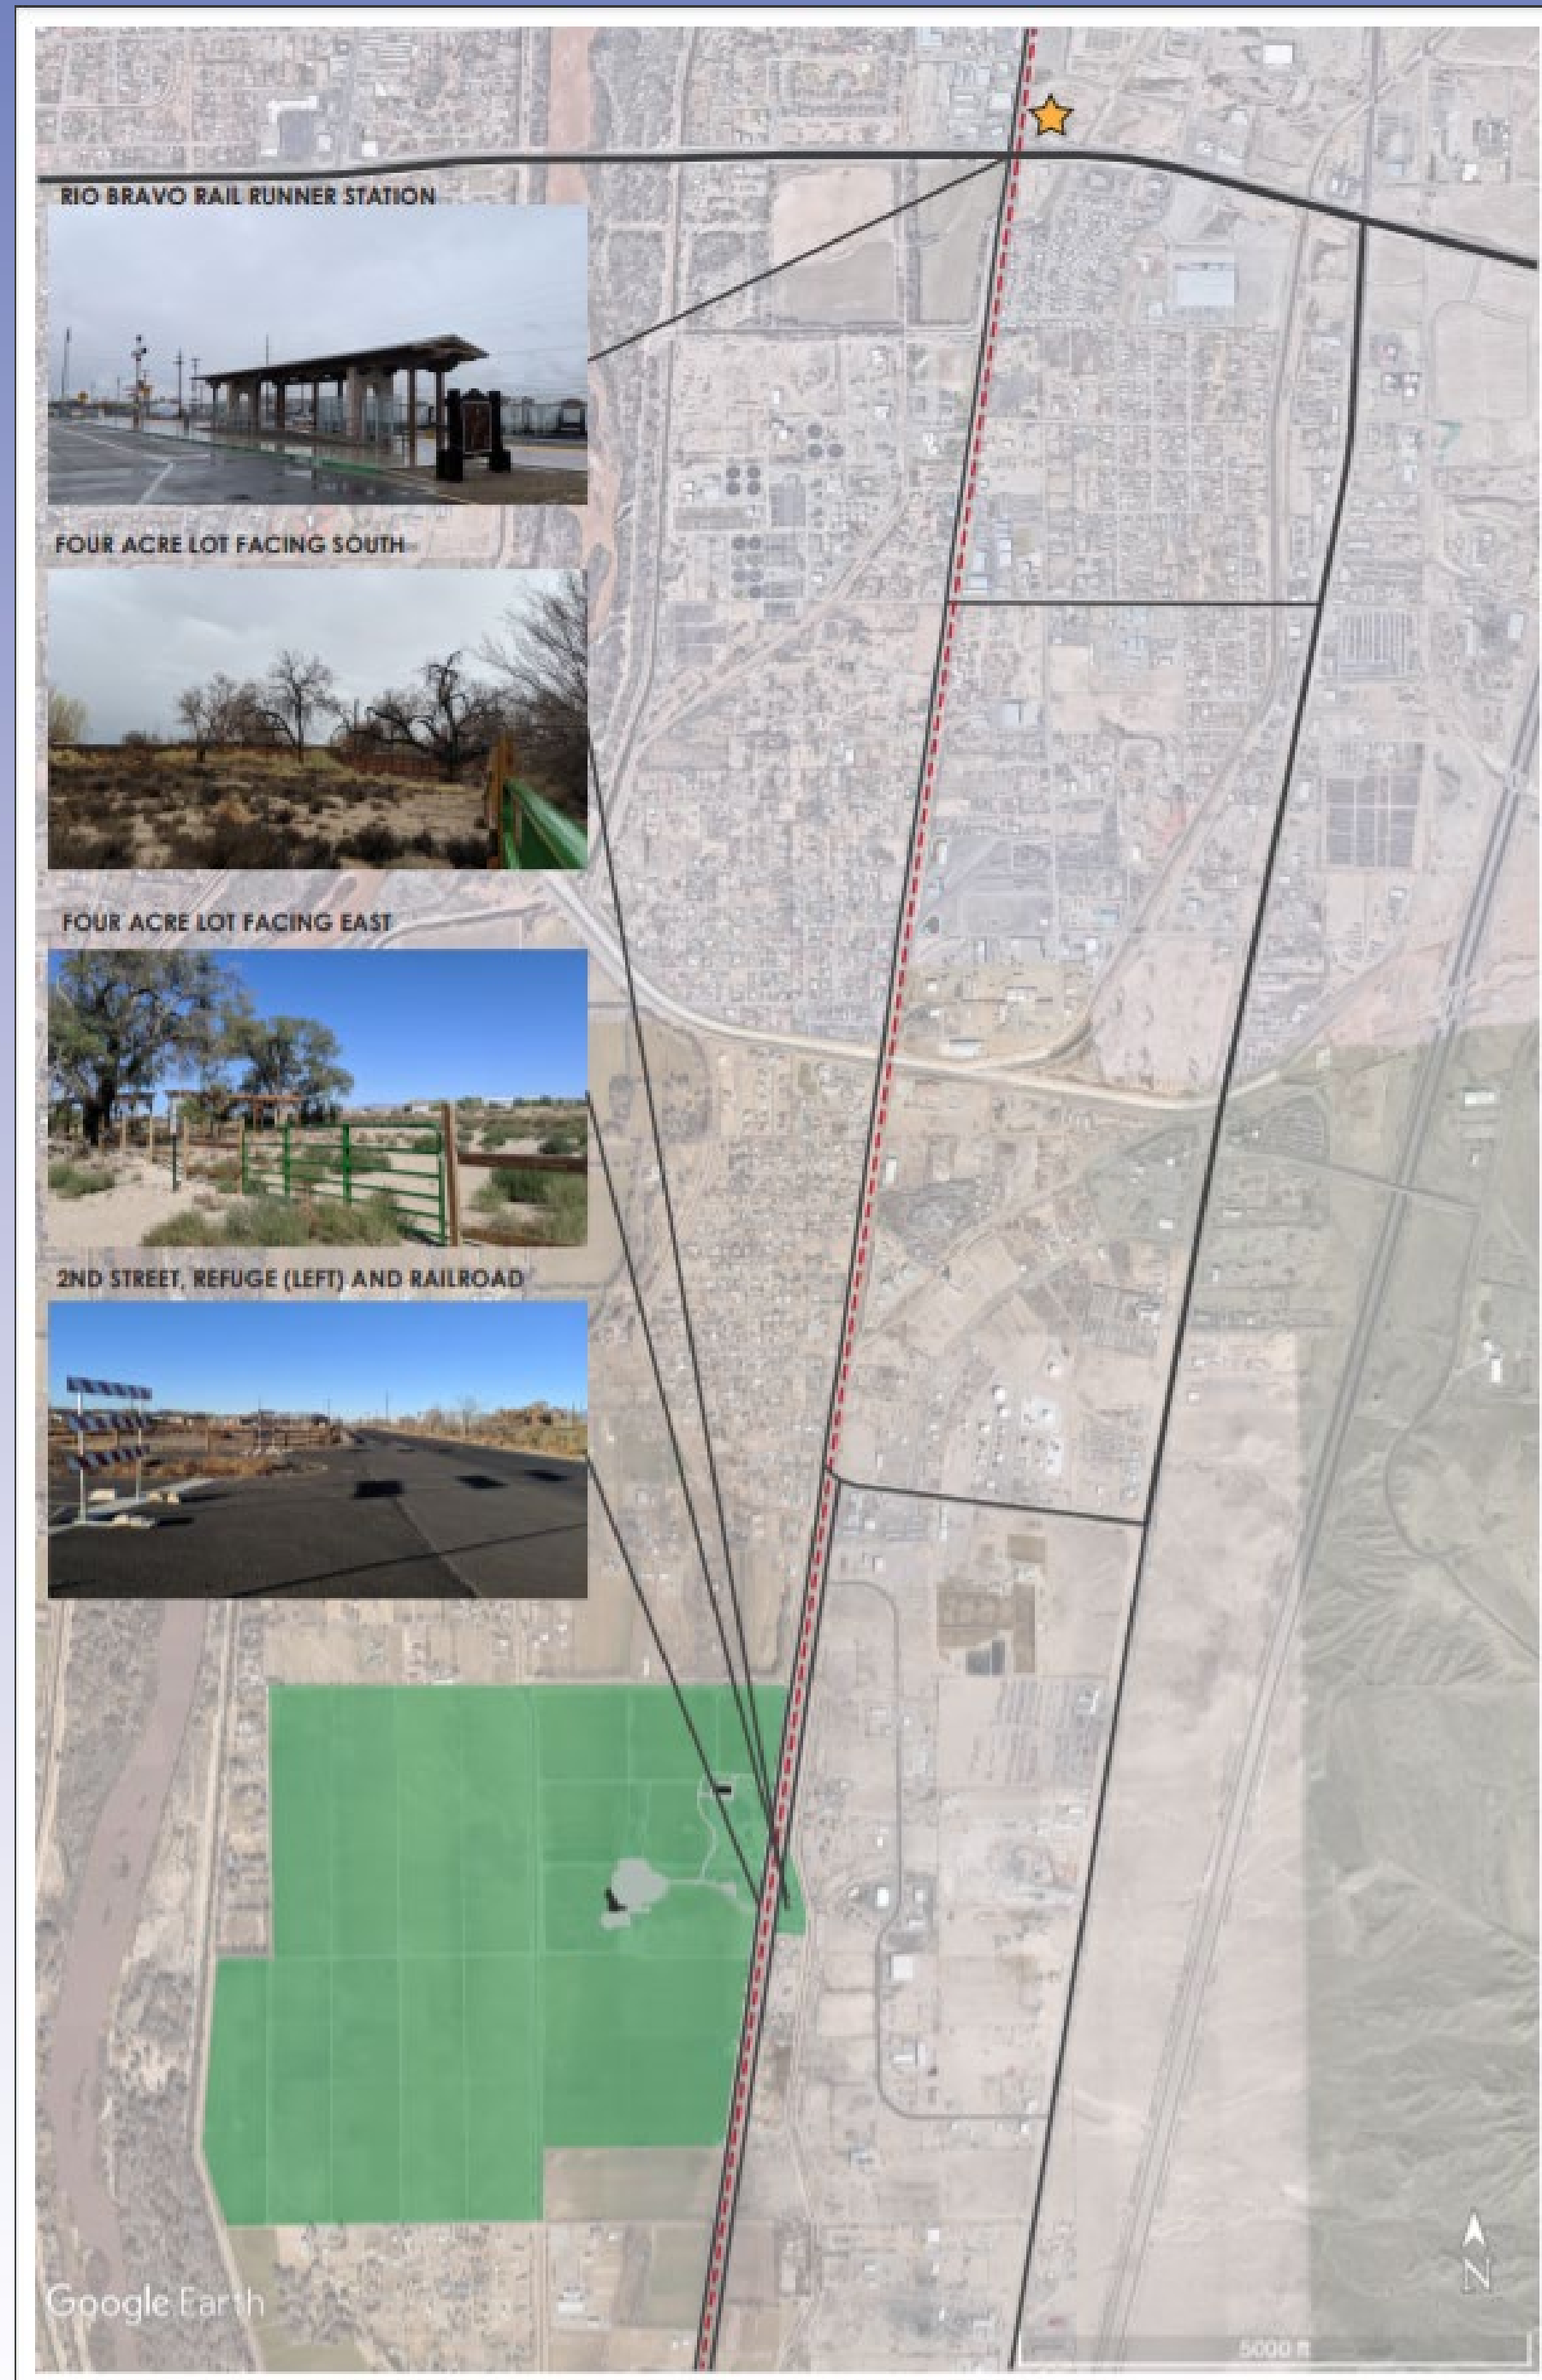 RIO BRAVO RAIL RUNNER STATION
FOUR ACRE LOT FACING SOUTH
FOUR ACRE LOT FACING EAST
2ND STREET, REFUGE (LEFT) AND RAILROAD
Google Earth
N
5000 ft